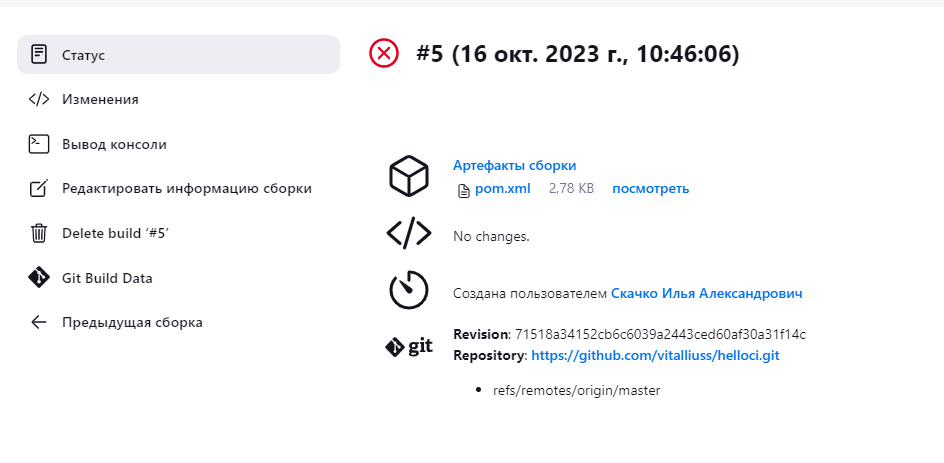 Статус
Изменения
Вывод консоли
Редактировать информацию сборки
Delete build ‘#5’
Git Build Data
Предыдущая сборка
#5 (16 окт. 2023 г., 10:46:06)
Артефакты сборки
pom.xml 2,78 KB посмотреть
No changes.
Создана пользователем Скачко Илья Александрович
git
Revision: 71518a34152cb6c6039a2443ced60af30a31f14c
Repository: https://github.com/vitalliuss/helloci.git
• refs/remotes/origin/master